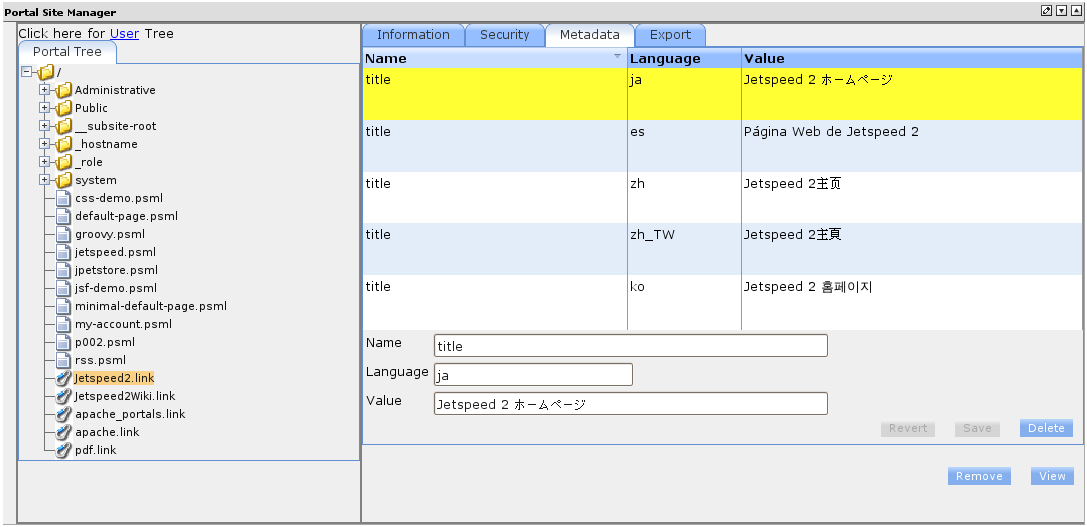 Portal Site Manager
Click here for User Tree
Portal Tree
/
Administrative
Public
__subsite-root
_hostname
_role
system
css-demo.psml
default-page.psml
groovy.psml
jetspeed.psml
jpetstore.psml
jsf-demo.psml
minimal-default-page.psml
my-account.psml
p002.psml
rss.psml
Jetspeed2.link
Jetspeed2Wiki.link
apache_portals.link
apache.link
pdf.link
Information Security Metadata Export
Name Language Value
title ja Jetspeed 2 ホームページ
title es Página Web de Jetspeed 2
title zh Jetspeed 2主页
title zh_TW Jetspeed 2主頁
title ko Jetspeed 2 홈페이지
Name title
Language ja
Value Jetspeed 2 ホームページ
Revert Save Delete
Remove View